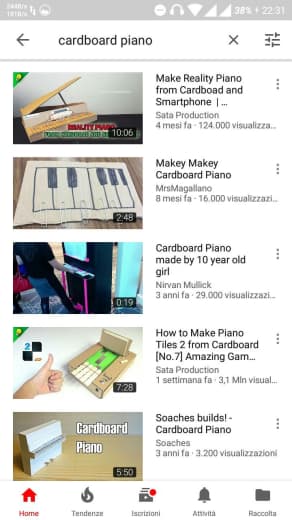 244B/s
191B/s
38% + 22:31
cardboard piano
REALITY PIANO
10:06
Make Reality Piano
from Cardboad and
Smartphone | ...
Sata Production
4 mesi fa · 124.000 visualizza...
2:48
Makey Makey
Cardboard Piano
MrsMagallano
8 mesi fa · 16.000 visualizzazi...
0:19
Cardboard Piano
made by 10 year old
girl
Nirvan Mullick
3 anni fa · 29.000 visualizzazi...
2
7:28
How to Make Piano
Tiles 2 from Cardboard
[No.7] Amazing Gam...
Sata Production
1 settimana fa · 3,1 Mln visual...
Cardboard
Piano
5:50
Soaches builds! -
Cardboard Piano
Soaches
3 anni fa · 3.200 visualizzazioni
Home
Tendenze
Iscrizioni
Attività
Raccolta